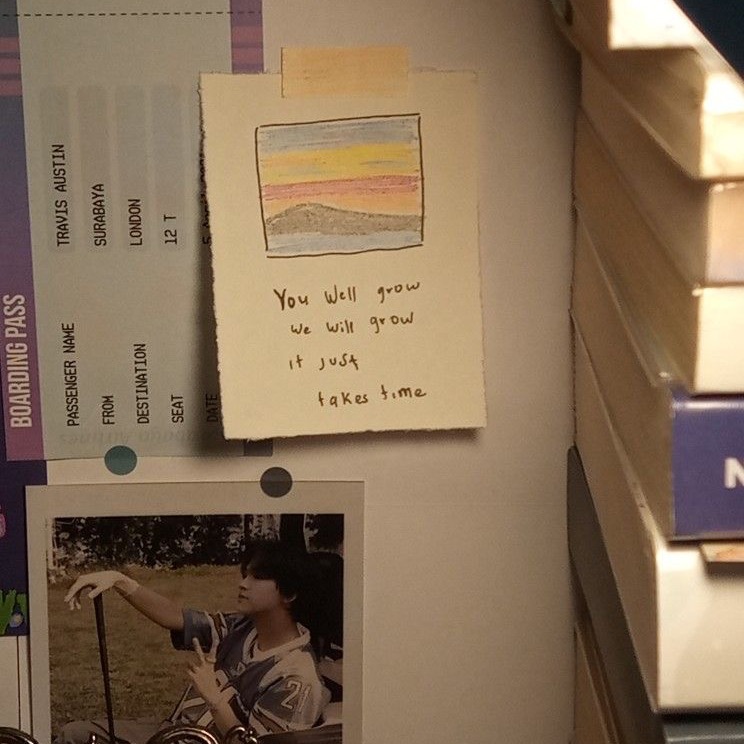 BOARDING PASS
PASSENGER NAME TRAVIS AUSTIN
FROM SURABAYA
DESTINATION LONDON
SEAT 12 T
DATE
You Well grow
we will grow
it just
takes time
21
N